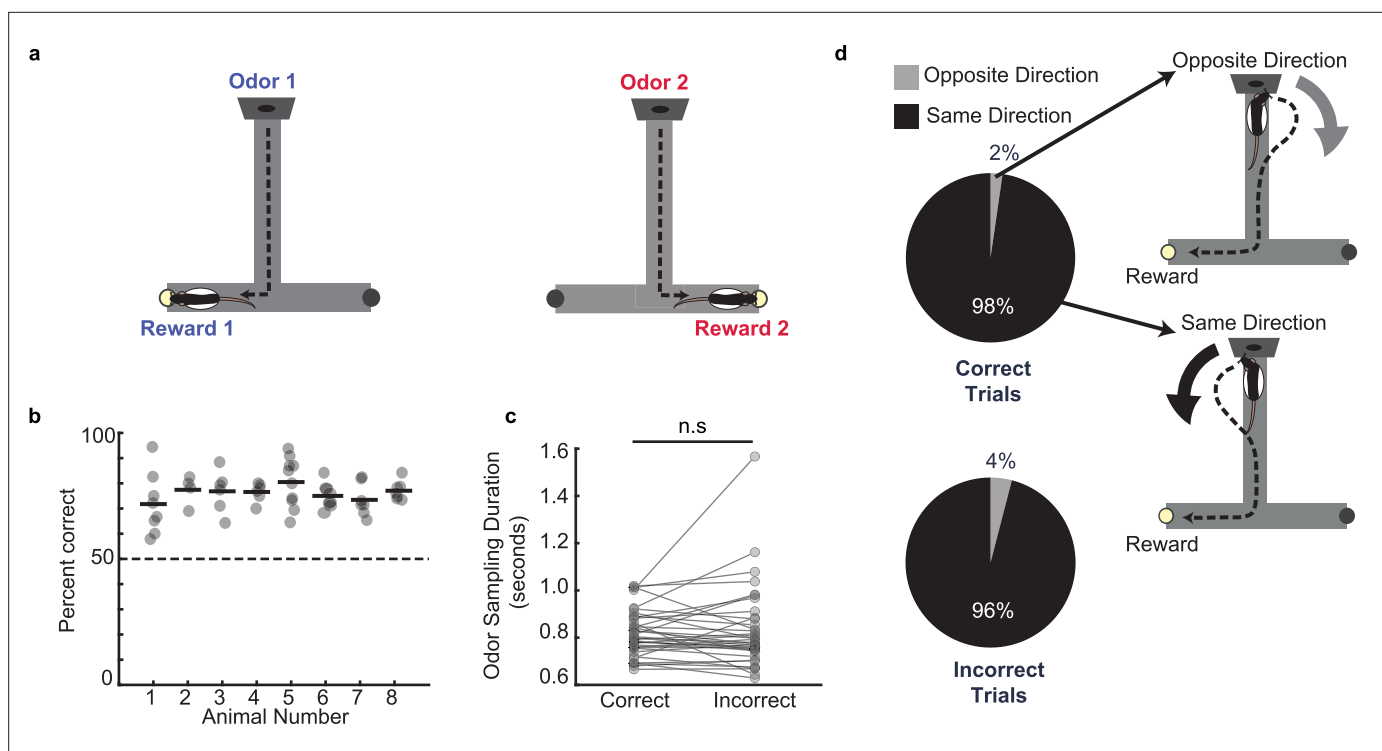 a
Odor 1
Reward 1
Odor 2
Reward 2
b
100
50
0
Percent correct
1 2 3 4 5 6 7 8
Animal Number
c
n.s
1.6
1.4
1.2
1.0
0.8
0.6
Odor Sampling Duration
(seconds)
Correct
Incorrect
d
Opposite Direction
Same Direction
2%
98%
Correct
Trials
4%
96%
Incorrect
Trials
Opposite Direction
Reward
Same Direction
Reward